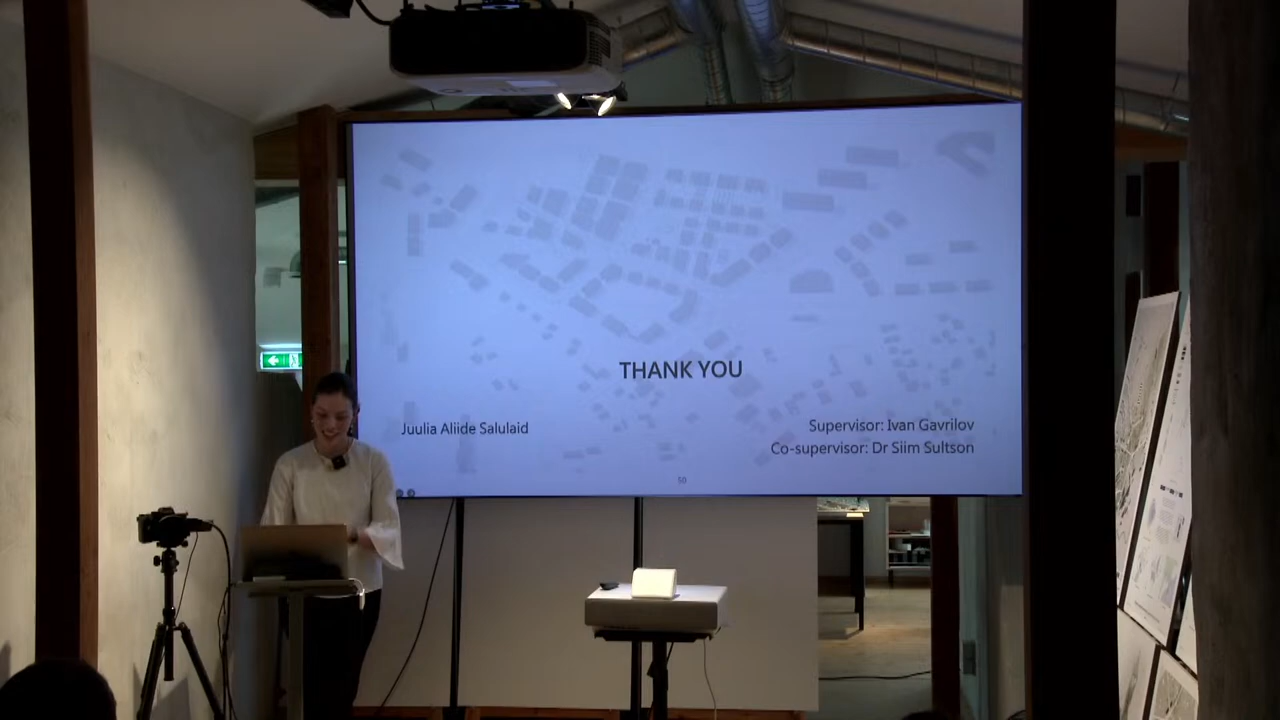 THANK YOU
Juulia Aliide Salulaid
Supervisor: Ivan Gavrilov
Co-supervisor: Dr Siim Sultson
50